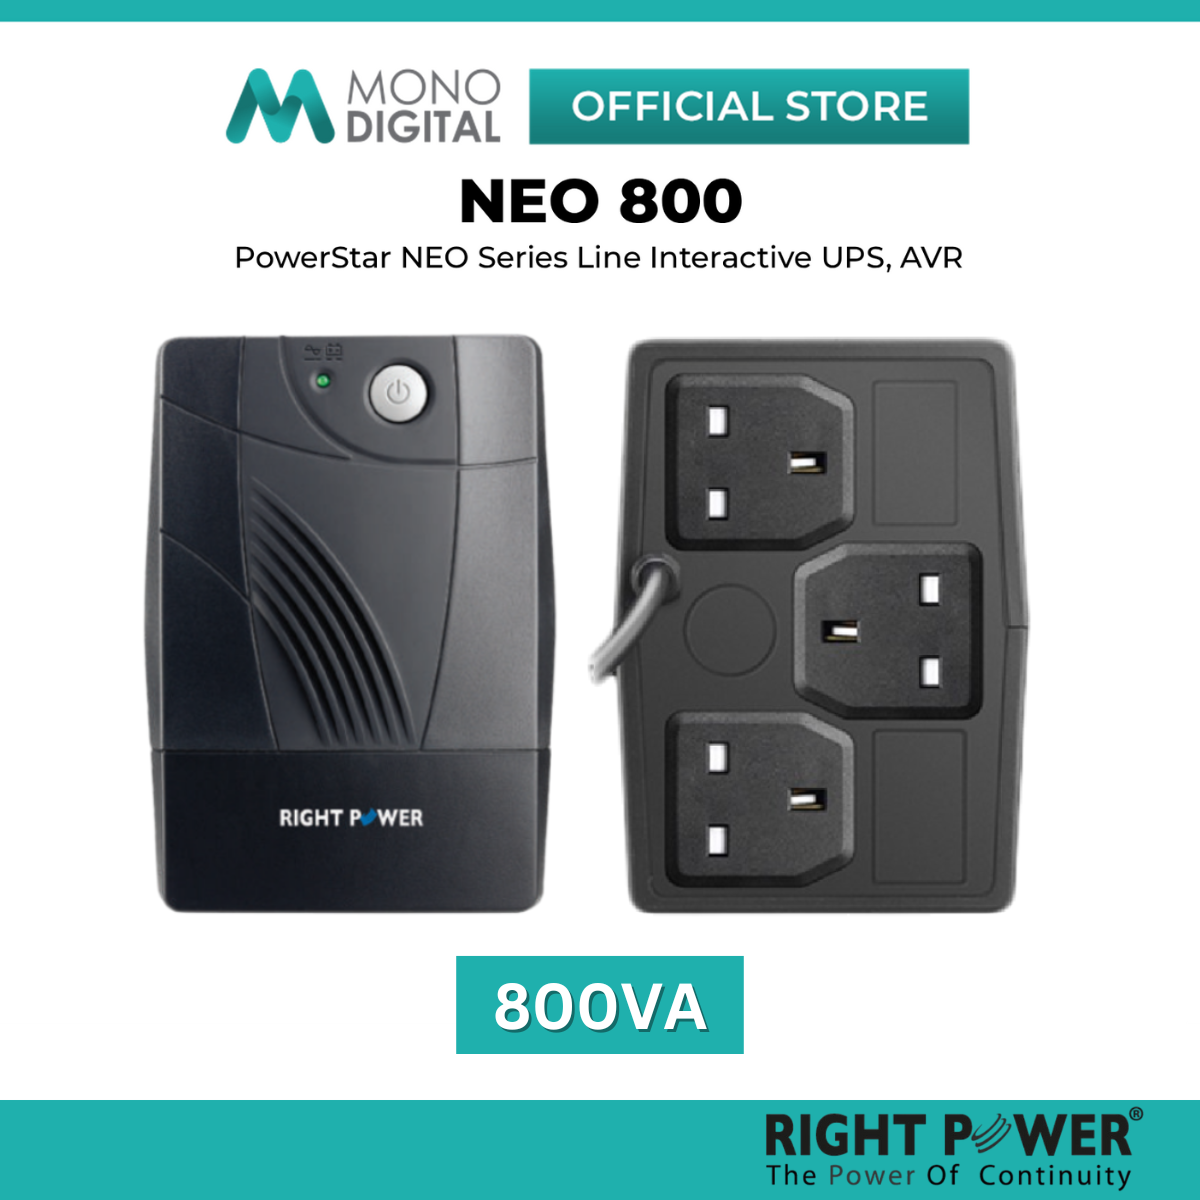 MONO
DIGITAL
OFFICIAL STORE
NEO 800
PowerStar NEO Series Line Interactive UPS, AVR
RIGHT POWER
800VA
RIGHT POWER®
The Power Of Continuity